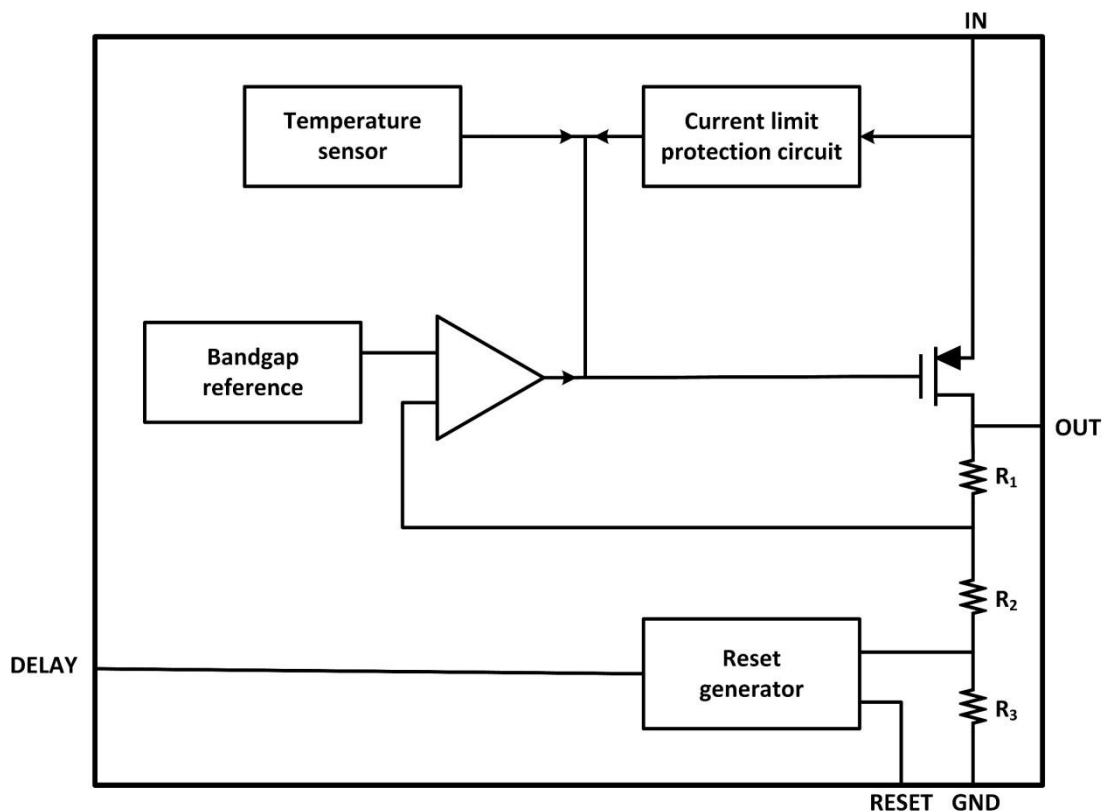 IN
Temperature
sensor
Current limit
protection circuit
Bandgap
reference
OUT
R₁
R₂
DELAY
Reset
generator
R₃
RESET GND